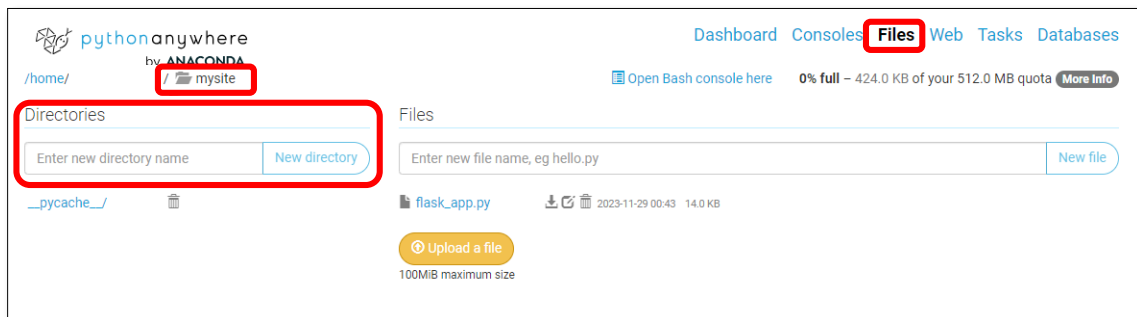 pythonanywhere
by ANACONDA
Dashboard Consoles Files Web Tasks Databases
/home/ / mysite
Open Bash console here 0% full – 424.0 KB of your 512.0 MB quota More Info
Directories
Files
Enter new directory name New directory
Enter new file name, eg hello.py New file
__pycache__/
flask_app.py 2023-11-29 00:43 14.0 KB
Upload a file
100MiB maximum size